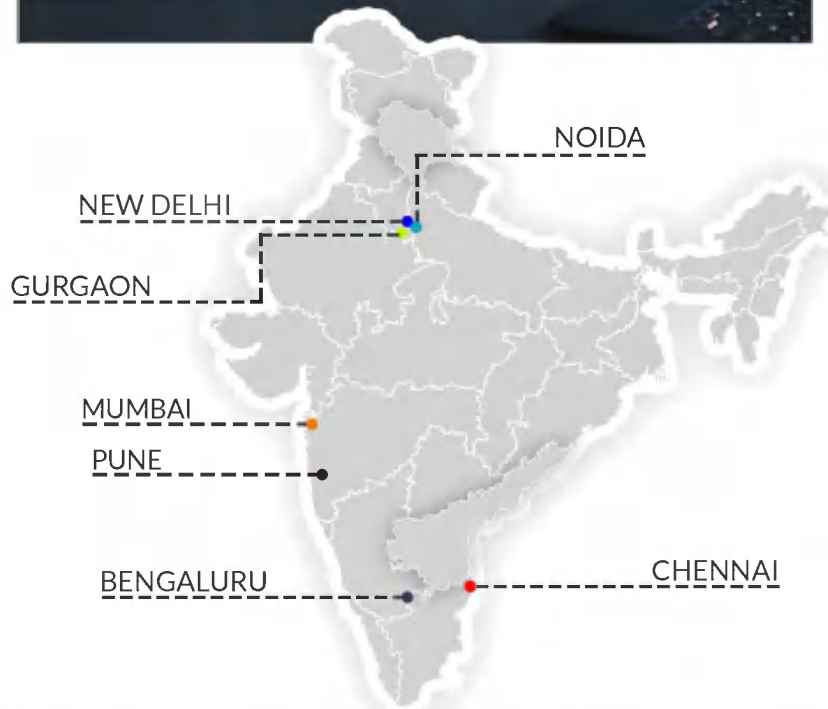 NOIDA
NEW DELHI
GURGAON
MUMBAI
PUNE
BENGALURU
CHENNAI